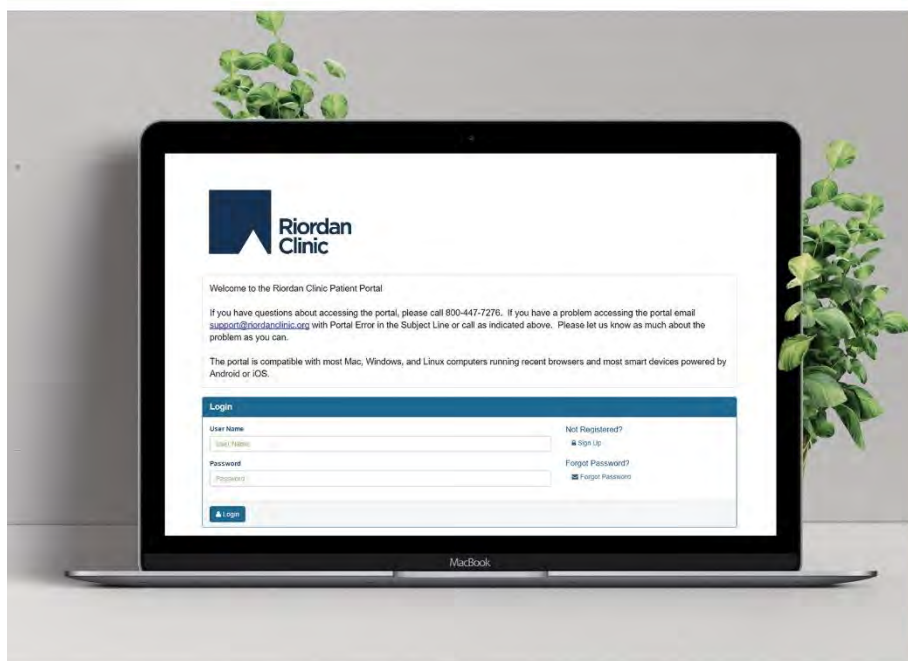 Riordan
Clinic
Welcome to the Riordan Clinic Patient Portal
If you have questions about accessing the portal, please call 800-447-7276. If you have a problem accessing the portal email
support@riordanclinic.org with Portal Error in the Subject Line or call as indicated above. Please let us know as much about the
problem as you can.
The portal is compatible with most Mac, Windows, and Linux computers running recent browsers and most smart devices powered by
Android or iOS.
Login
User Name
Not Registered?
User Name
Sign Up
Password
Forgot Password?
Password
Forgot Password
Login
MacBook